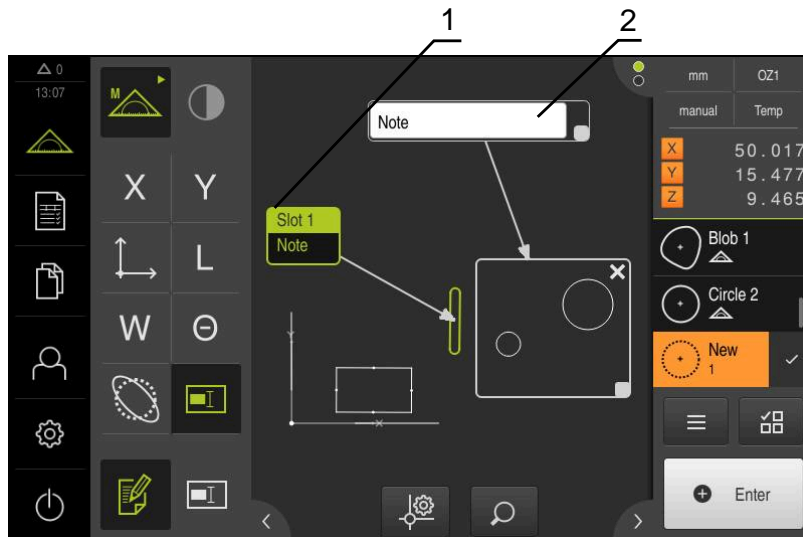 1
2
0
13:07
M
X
Y
L
W
Θ
Note
Slot 1
Note
Y
X
mm
OZ1
manual
Temp
X 50.017
Y 15.477
Z 9.465
Blob 1
Circle 2
New
1
Enter